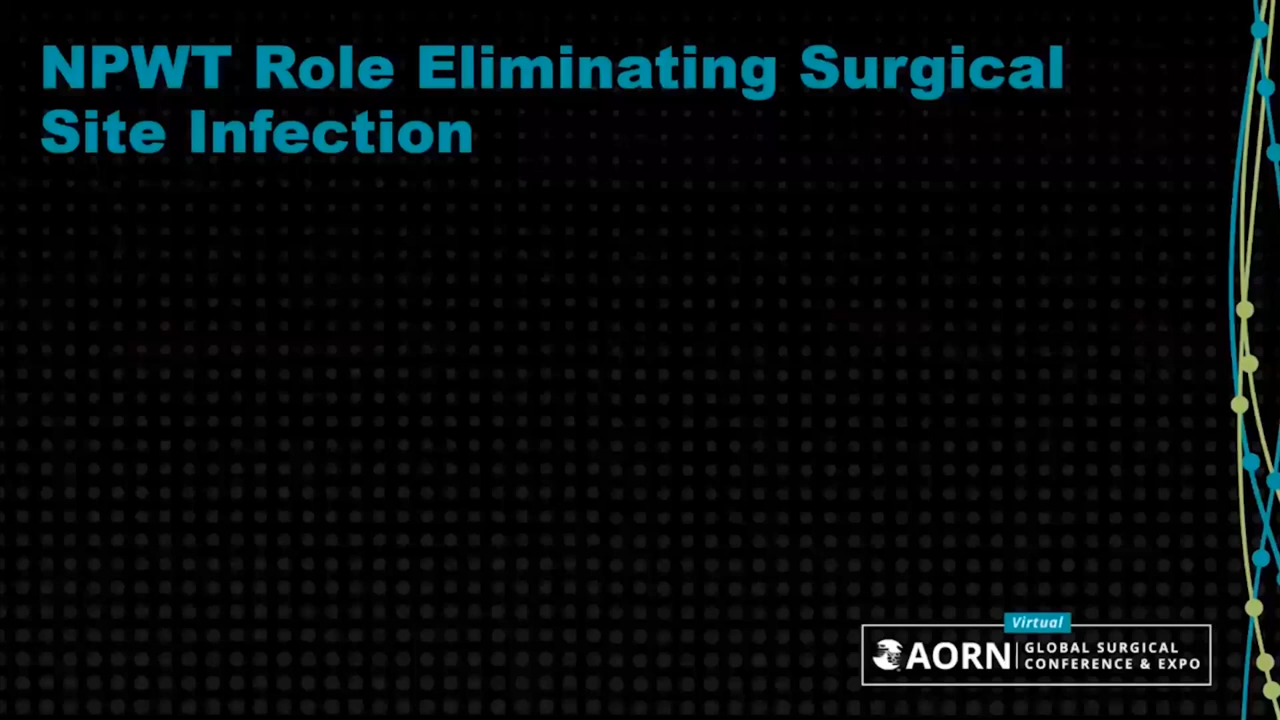 NPWT Role Eliminating Surgical
Site Infection
Virtual
AORN
GLOBAL SURGICAL
CONFERENCE & EXPO